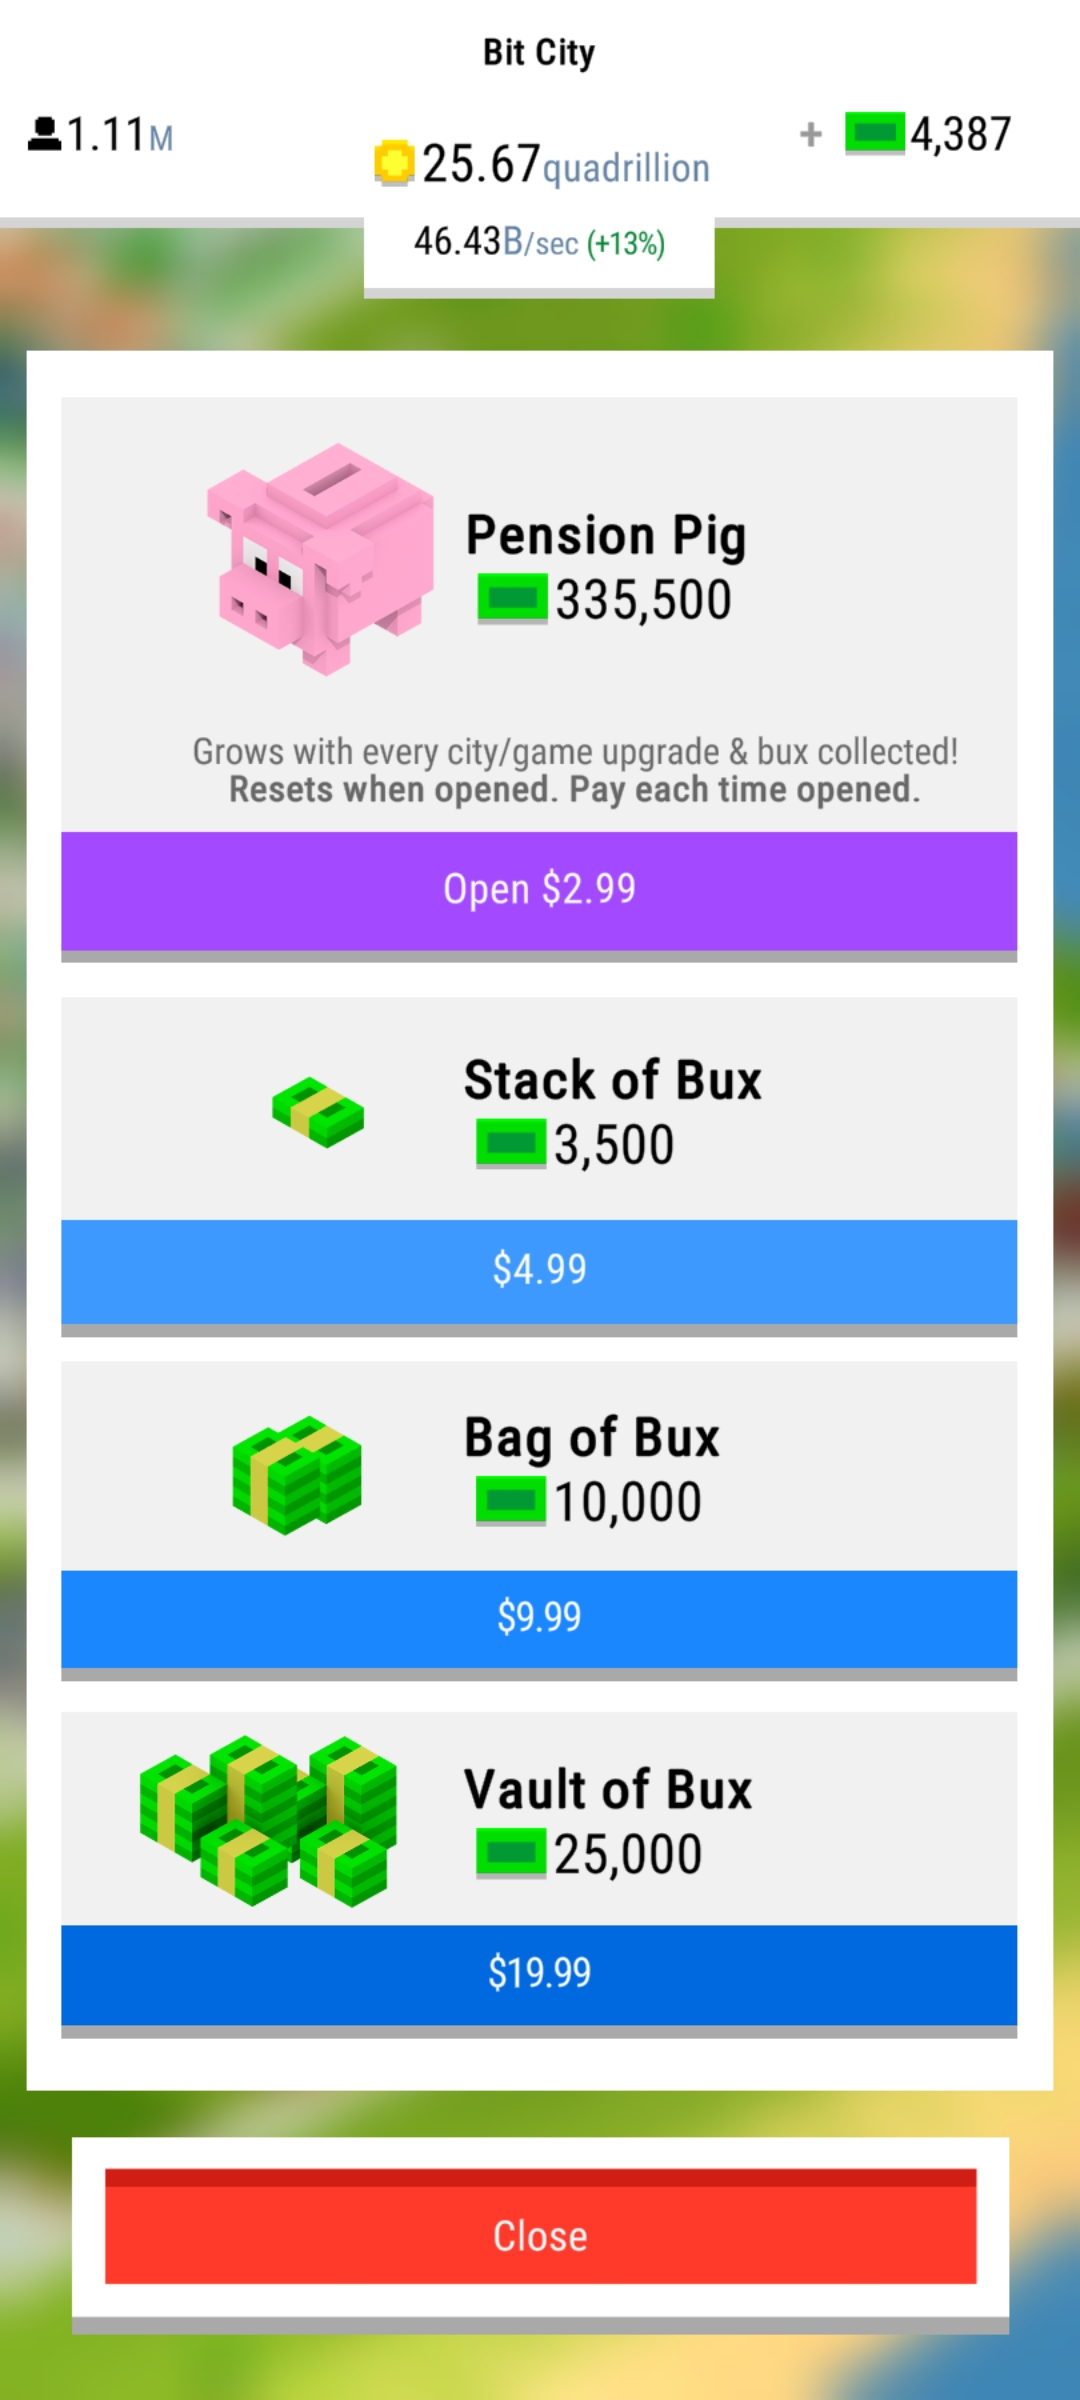 Bit City
1.11M
25.67quadrillion
+ 4,387
46.43B/sec (+13%)
Pension Pig
335,500
Grows with every city/game upgrade & bux collected!
Resets when opened. Pay each time opened.
Open $2.99
Stack of Bux
3,500
$4.99
Bag of Bux
10,000
$9.99
Vault of Bux
25,000
$19.99
Close